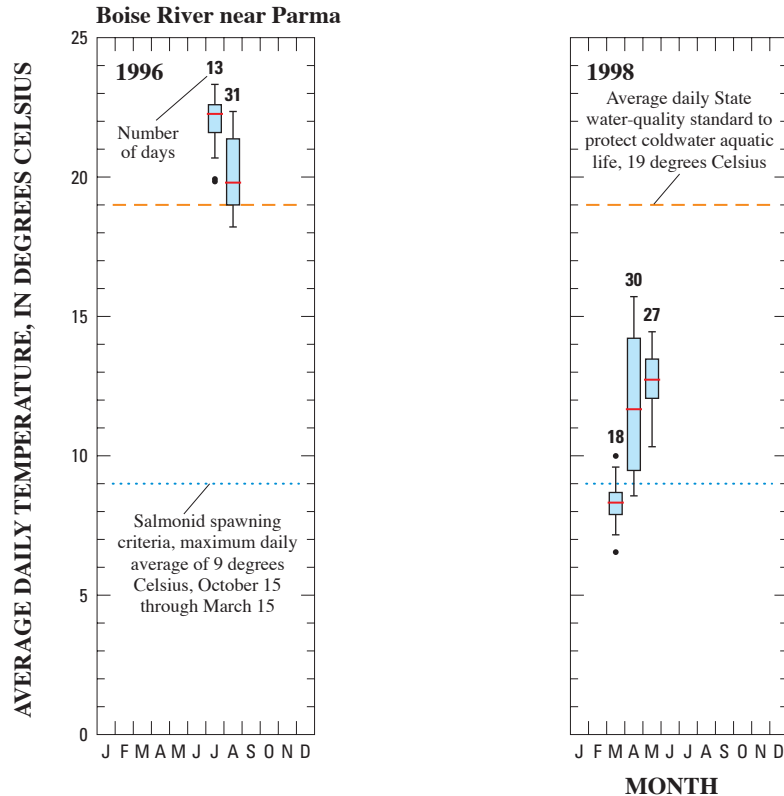 Boise River near Parma
AVERAGE DAILY TEMPERATURE, IN DEGREES CELSIUS
25
20
15
10
5
0
1996
13
31
Number
of days
Salmonid spawning
criteria, maximum daily
average of 9 degrees
Celsius, October 15
through March 15
J F M A M J J A S O N D
1998
Average daily State
water-quality standard to
protect coldwater aquatic
life, 19 degrees Celsius
30
27
18
J F M A M J J A S O N D
MONTH